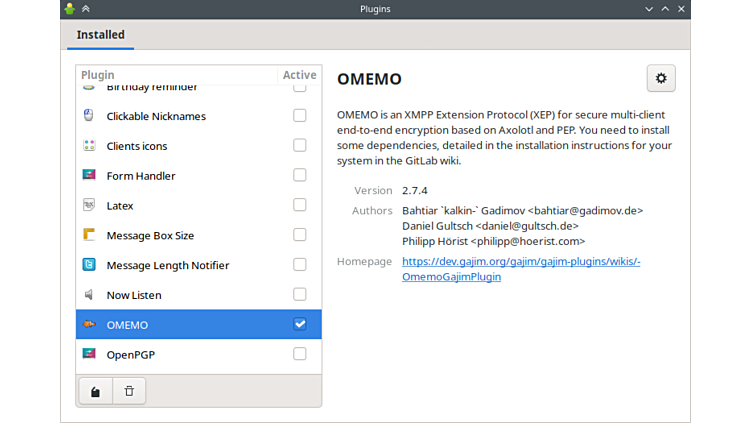 Plugins
Installed
Plugin Active
Birthday reminder
Clickable Nicknames
Clients icons
Form Handler
Latex
Message Box Size
Message Length Notifier
Now Listen
OMEMO
OpenPGP
OMEMO
OMEMO is an XMPP Extension Protocol (XEP) for secure multi-client
end-to-end encryption based on Axolotl and PEP. You need to install
some dependencies, detailed in the installation instructions for your
system in the GitLab wiki.
Version 2.7.4
Authors Bahtiar `kalkin-` Gadimov <bahtiar@gadimov.de>
Daniel Gultsch <daniel@gultsch.de>
Philipp Hörist <philipp@hoerist.com>
Homepage https://dev.gajim.org/gajim/gajim-plugins/wikis/-
OmemoGajimPlugin